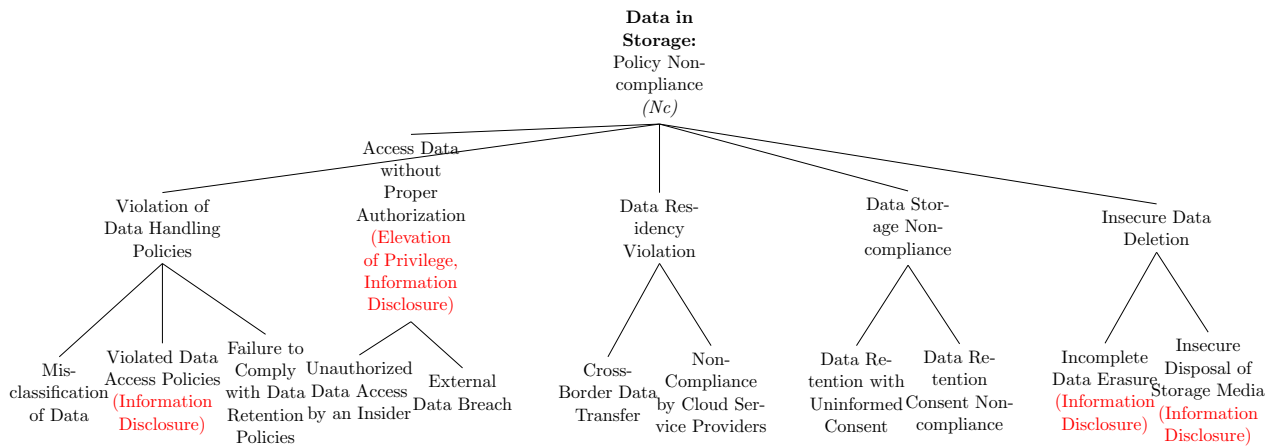 Data in
Storage:
Policy Non-
compliance
(Nc)
Violation of
Data Handling
Policies
Access Data
without
Proper
Authorization
(Elevation
of Privilege,
Information
Disclosure)
Data Res-
idency
Violation
Data Stor-
age Non-
compliance
Insecure Data
Deletion
Mis-
classification
of Data
Violated Data
Access Policies
(Information
Disclosure)
Failure to
Comply
with Data
Retention
Policies
Unauthorized
Data Access
by an Insider
External
Data Breach
Cross-
Border Data
Transfer
Non-
Compliance
by Cloud Ser-
vice Providers
Data Re-
tention with
Uninformed
Consent
Data Re-
tention
Consent Non-
compliance
Incomplete
Data Erasure
(Information
Disclosure)
Insecure
Disposal of
Storage Media
(Information
Disclosure)